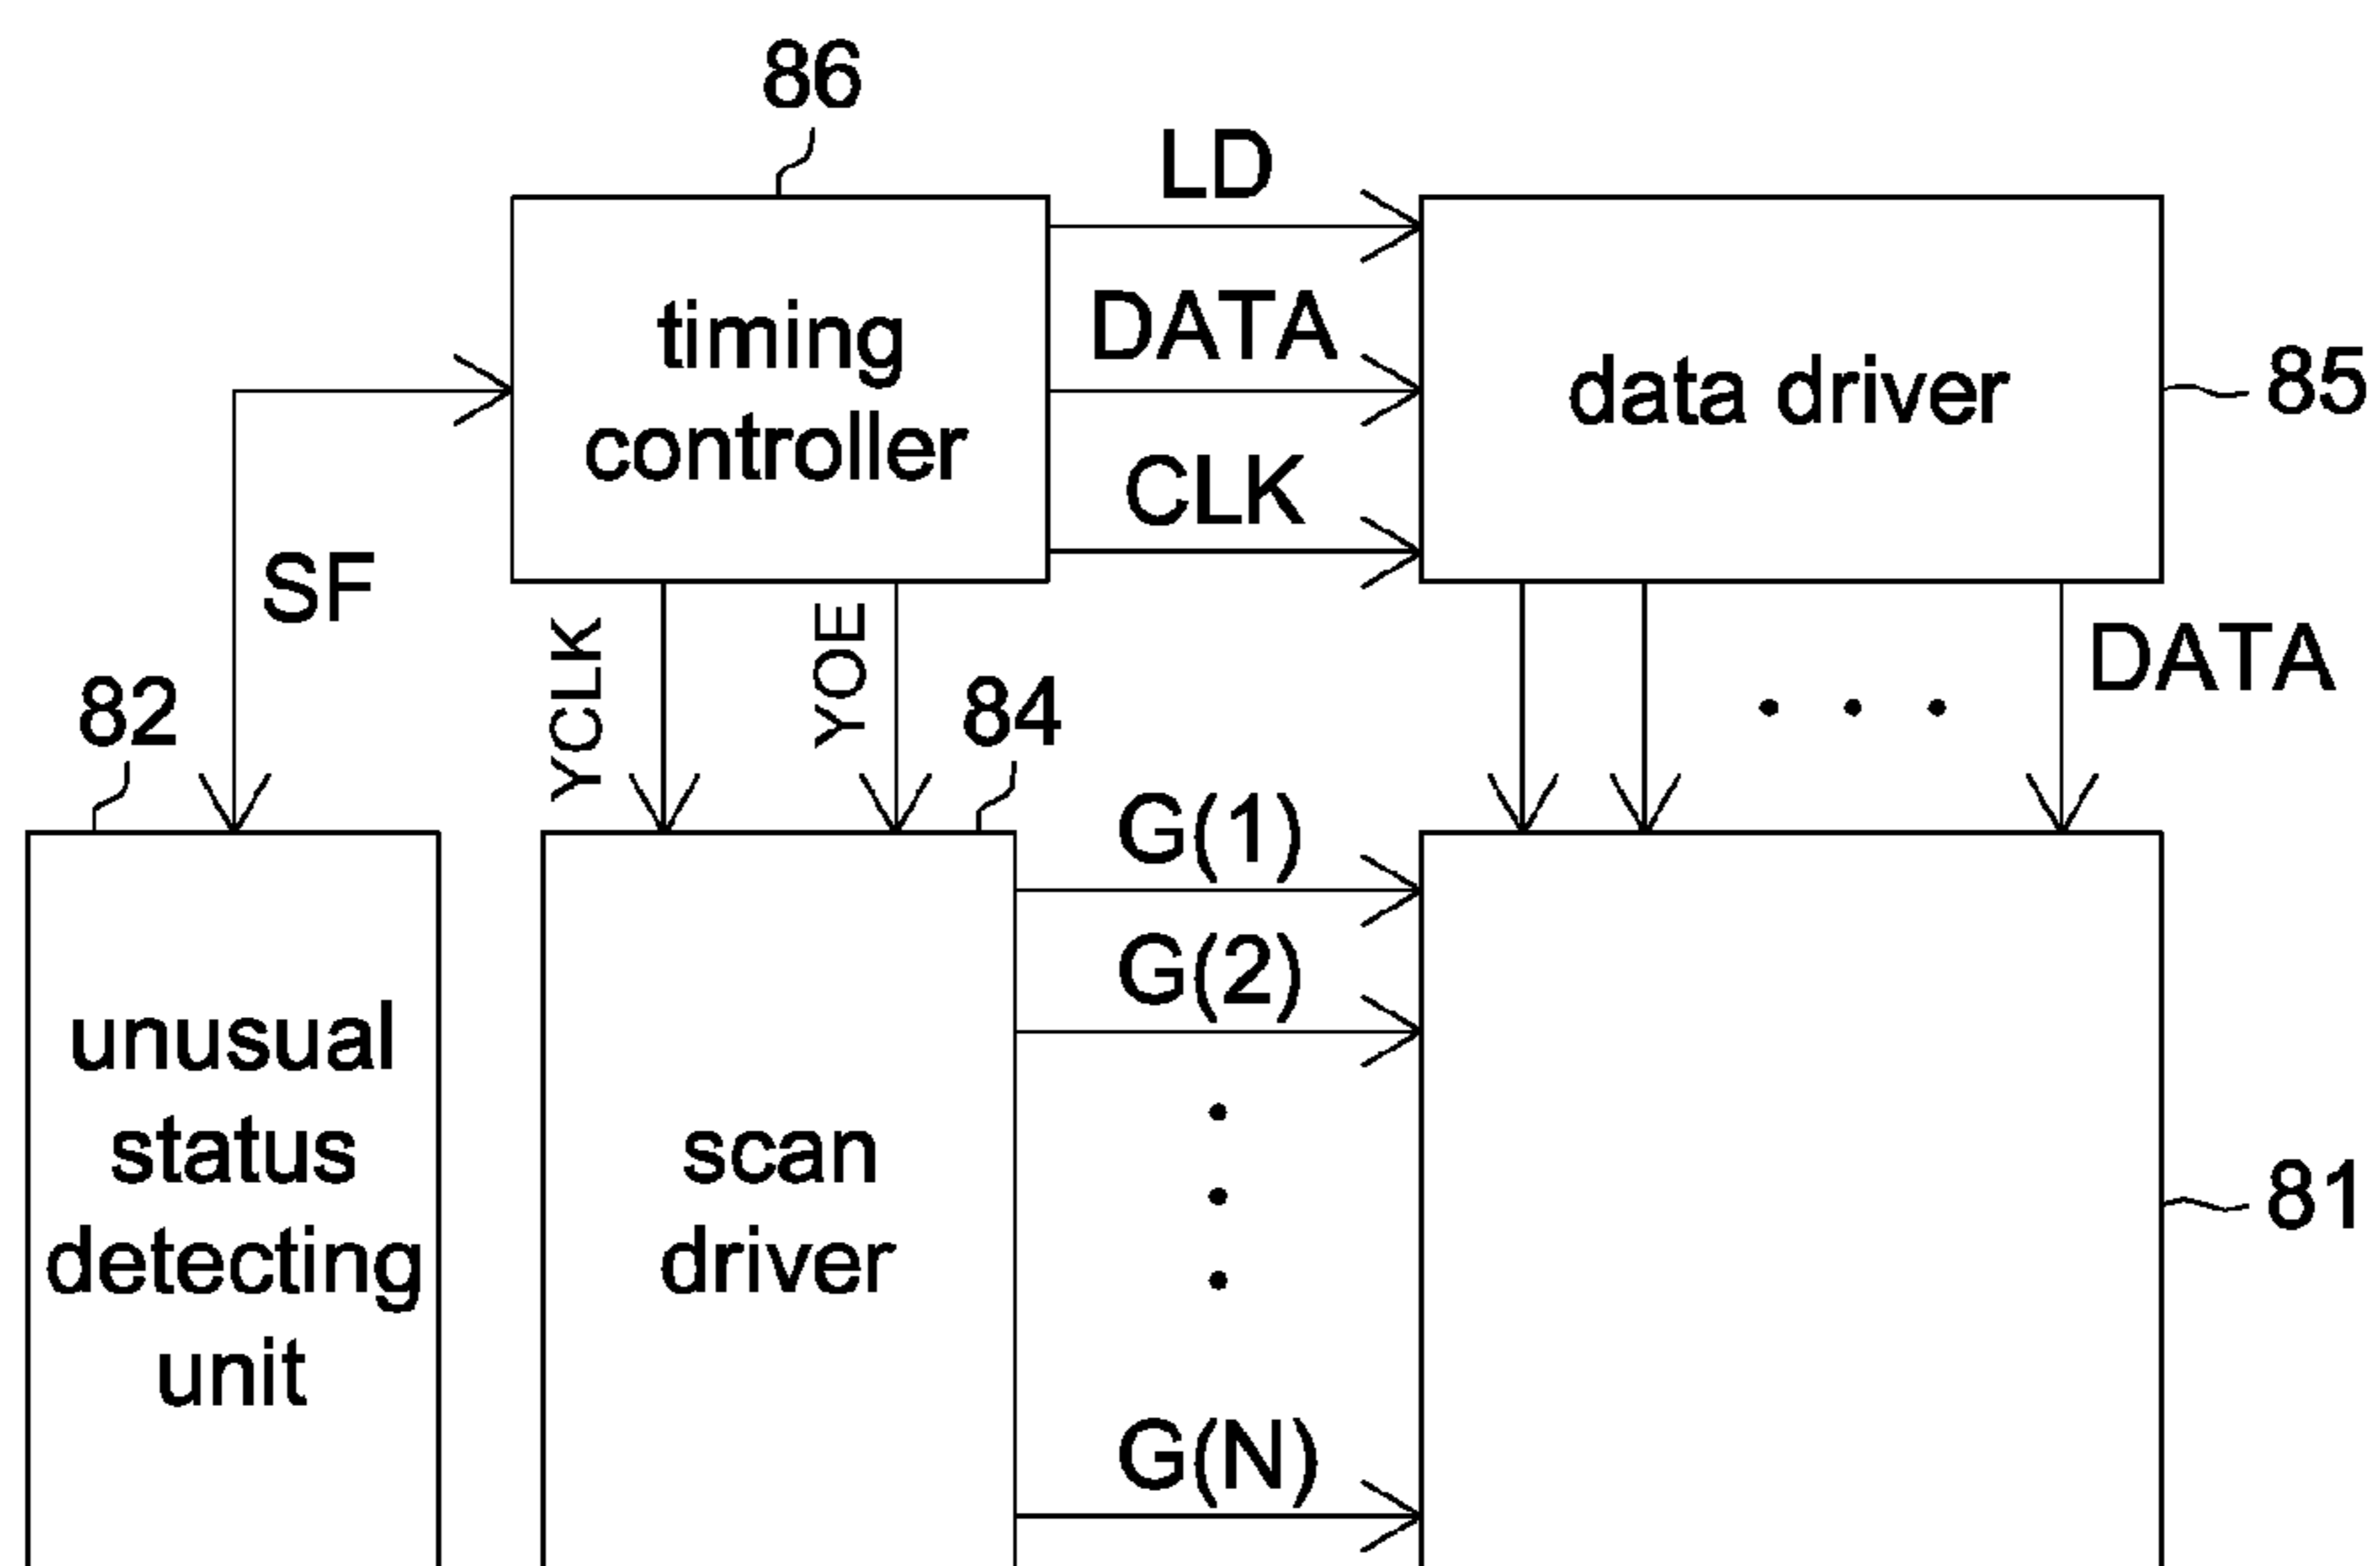 86
LD
timing
controller
DATA
CLK
data driver
85
SF
YCLK
YOE
DATA
82
84
G(1)
G(2)
unusual
status
detecting
unit
scan
driver
81
G(N)